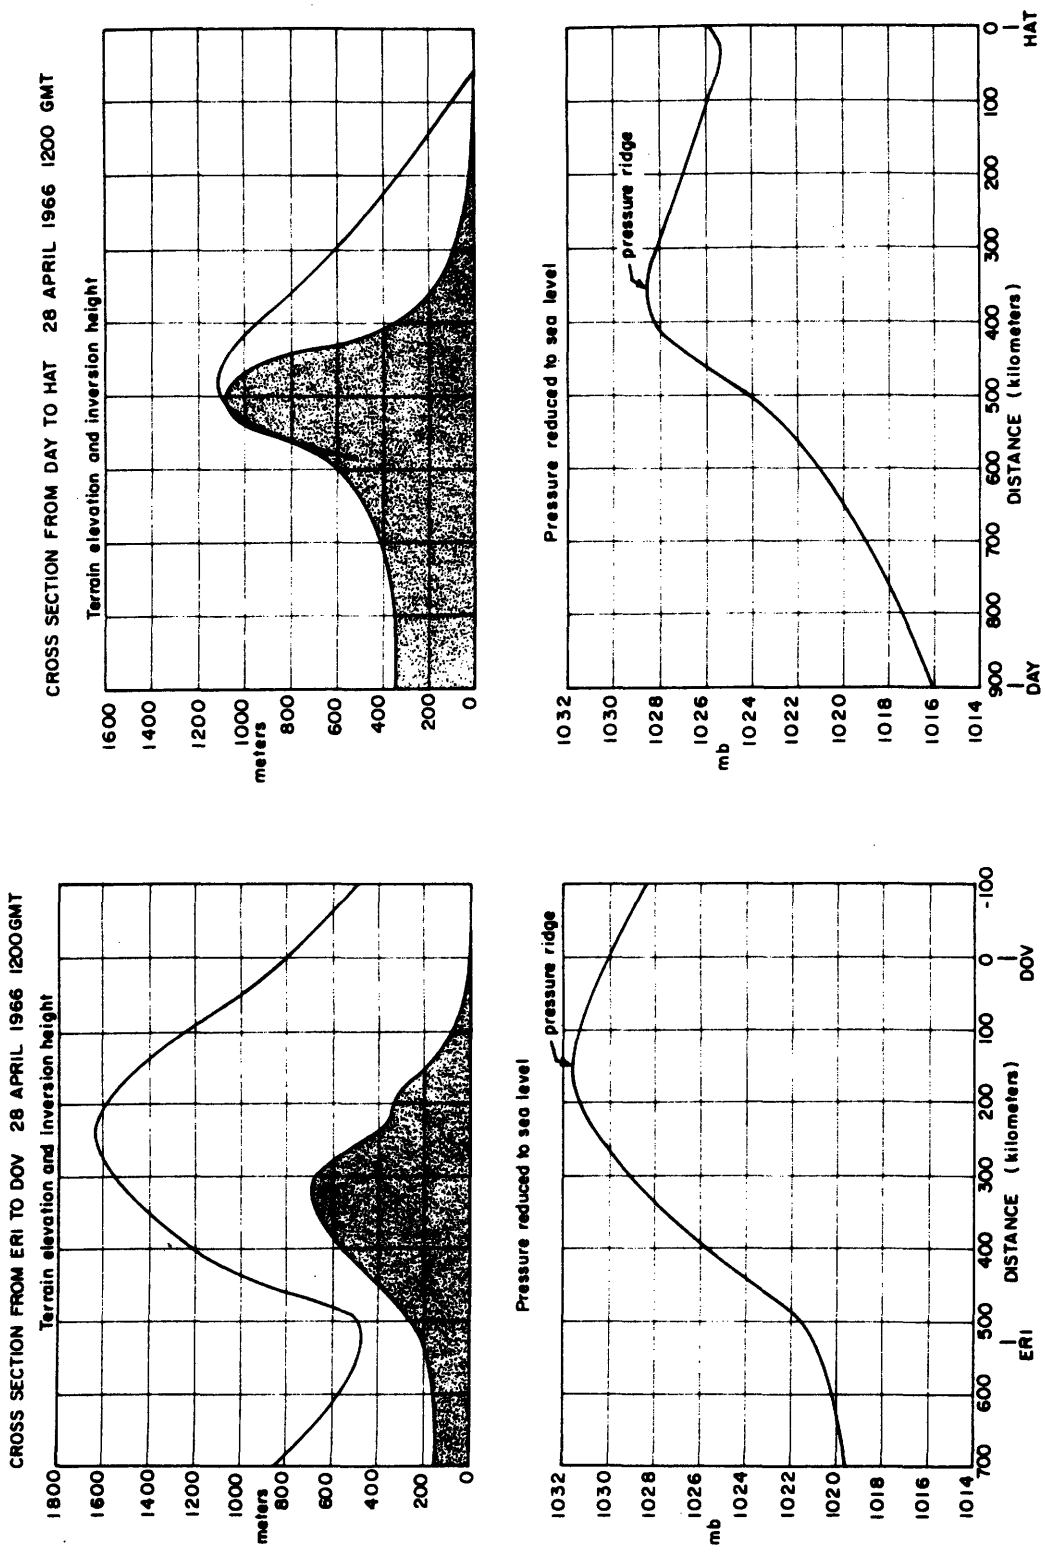 CROSS SECTION FROM ERI TO DOV 28 APRIL 1966 1200GMT
Terrain elevation and inversion height
1800
1600
1400
1200
1000
meters
800
600
400
200
0
Pressure reduced to sea level
pressure ridge
1032
1030
1028
1026
1024
mb
1022
1020
1018
1016
1014
700 600 500 400 300 200 100 0 -100
ERI DISTANCE (kilometers) DOV
CROSS SECTION FROM DAY TO HAT 28 APRIL 1966 1200 GMT
Terrain elevation and inversion height
1600
1400
1200
1000
meters
800
600
400
200
0
Pressure reduced to sea level
pressure ridge
1032
1030
1028
1026
1024
mb
1022
1020
1018
1016
1014
900 800 700 600 500 400 300 200 100 0
DAY DISTANCE (kilometers) HAT